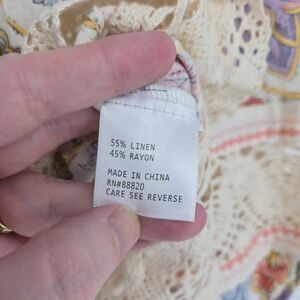 55% LINEN
45% RAYON
MADE IN CHINA
RN#88820
CARE SEE REVERSE